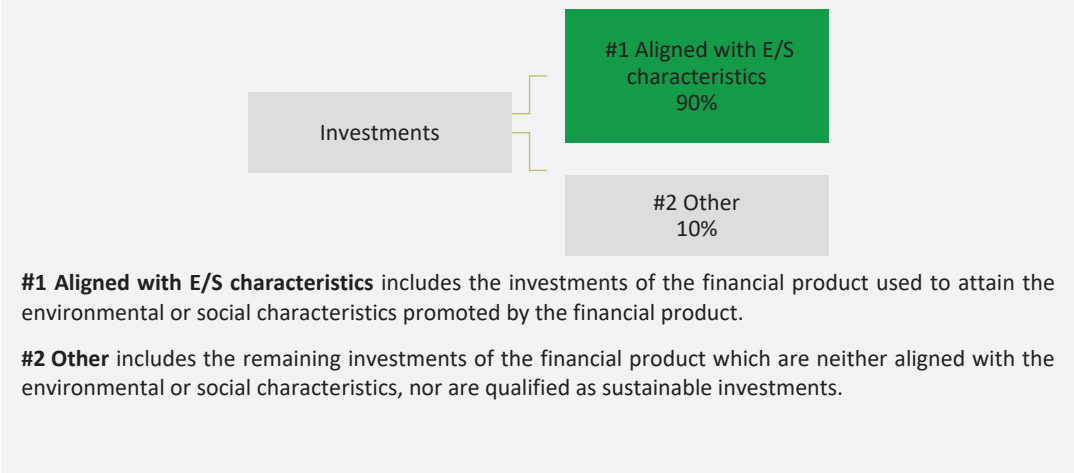 #1 Aligned with E/S
characteristics
90%
Investments
#2 Other
10%
#1 Aligned with E/S characteristics includes the investments of the financial product used to attain the
environmental or social characteristics promoted by the financial product.
#2 Other includes the remaining investments of the financial product which are neither aligned with the
environmental or social characteristics, nor are qualified as sustainable investments.